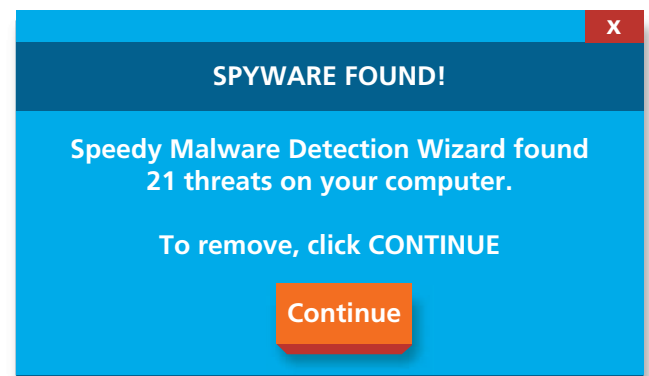 X
SPYWARE FOUND!
Speedy Malware Detection Wizard found
21 threats on your computer.
To remove, click CONTINUE
Continue